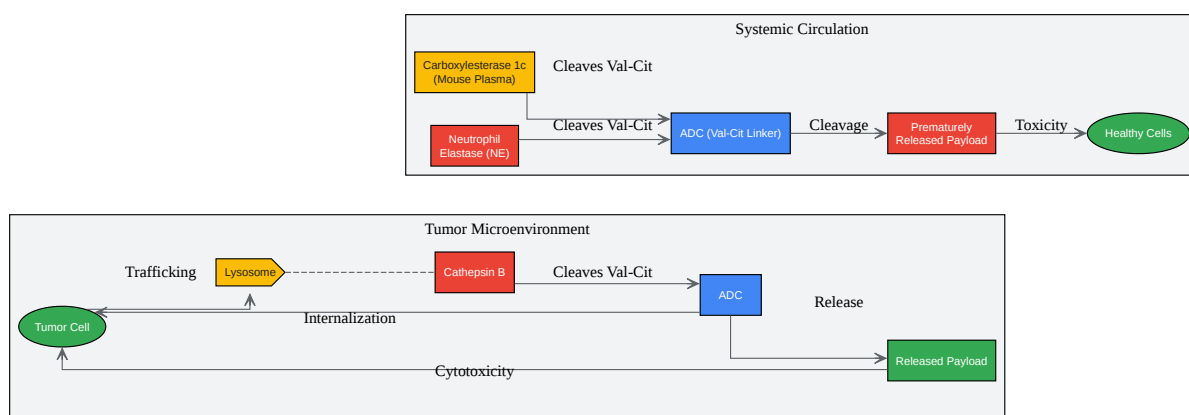 Systemic Circulation
Carboxylesterase 1c
(Mouse Plasma)
Cleaves Val-Cit
Neutrophil
Elastase (NE)
Cleaves Val-Cit
ADC (Val-Cit Linker)
Cleavage
Prematurely
Released Payload
Toxicity
Healthy Cells
Tumor Microenvironment
Trafficking
Lysosome
Cathepsin B
Cleaves Val-Cit
ADC
Release
Tumor Cell
Internalization
Released Payload
Cytotoxicity